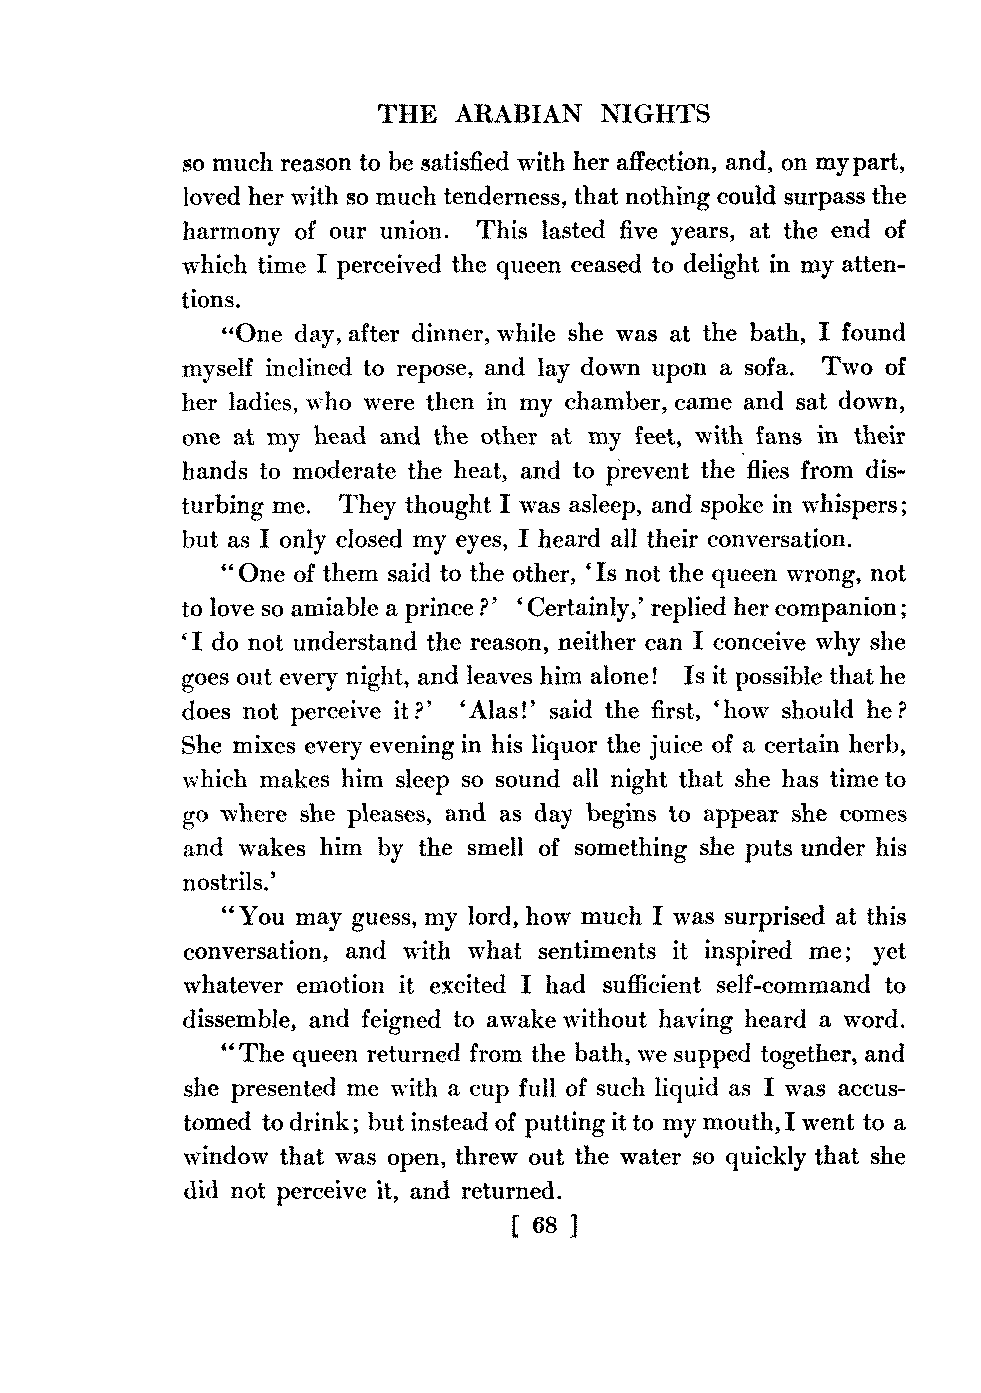 THE ARABIAN NIGHTS
so much reason to be satisfied with her affection, and, on my part,
loved her with so much tenderness, that nothing could surpass the
harmony of our union. This lasted five years, at the end of
which time I perceived the queen ceased to delight in my atten-
tions.
“One day, after dinner, while she was at the bath, I found
myself inclined to repose, and lay down upon a sofa. Two of
her ladies, who were then in my chamber, came and sat down,
one at my head and the other at my feet, with fans in their
hands to moderate the heat, and to prevent the flies from dis-
turbing me. They thought I was asleep, and spoke in whispers;
but as I only closed my eyes, I heard all their conversation.
“One of them said to the other, ‘Is not the queen wrong, not
to love so amiable a prince?’ ‘Certainly,’ replied her companion;
‘I do not understand the reason, neither can I conceive why she
goes out every night, and leaves him alone! Is it possible that he
does not perceive it?’ ‘Alas!’ said the first, ‘how should he?
She mixes every evening in his liquor the juice of a certain herb,
which makes him sleep so sound all night that she has time to
go where she pleases, and as day begins to appear she comes
and wakes him by the smell of something she puts under his
nostrils.’
“You may guess, my lord, how much I was surprised at this
conversation, and with what sentiments it inspired me; yet
whatever emotion it excited I had sufficient self-command to
dissemble, and feigned to awake without having heard a word.
“The queen returned from the bath, we supped together, and
she presented me with a cup full of such liquid as I was accus-
tomed to drink; but instead of putting it to my mouth, I went to a
window that was open, threw out the water so quickly that she
did not perceive it, and returned.
[ 68 ]